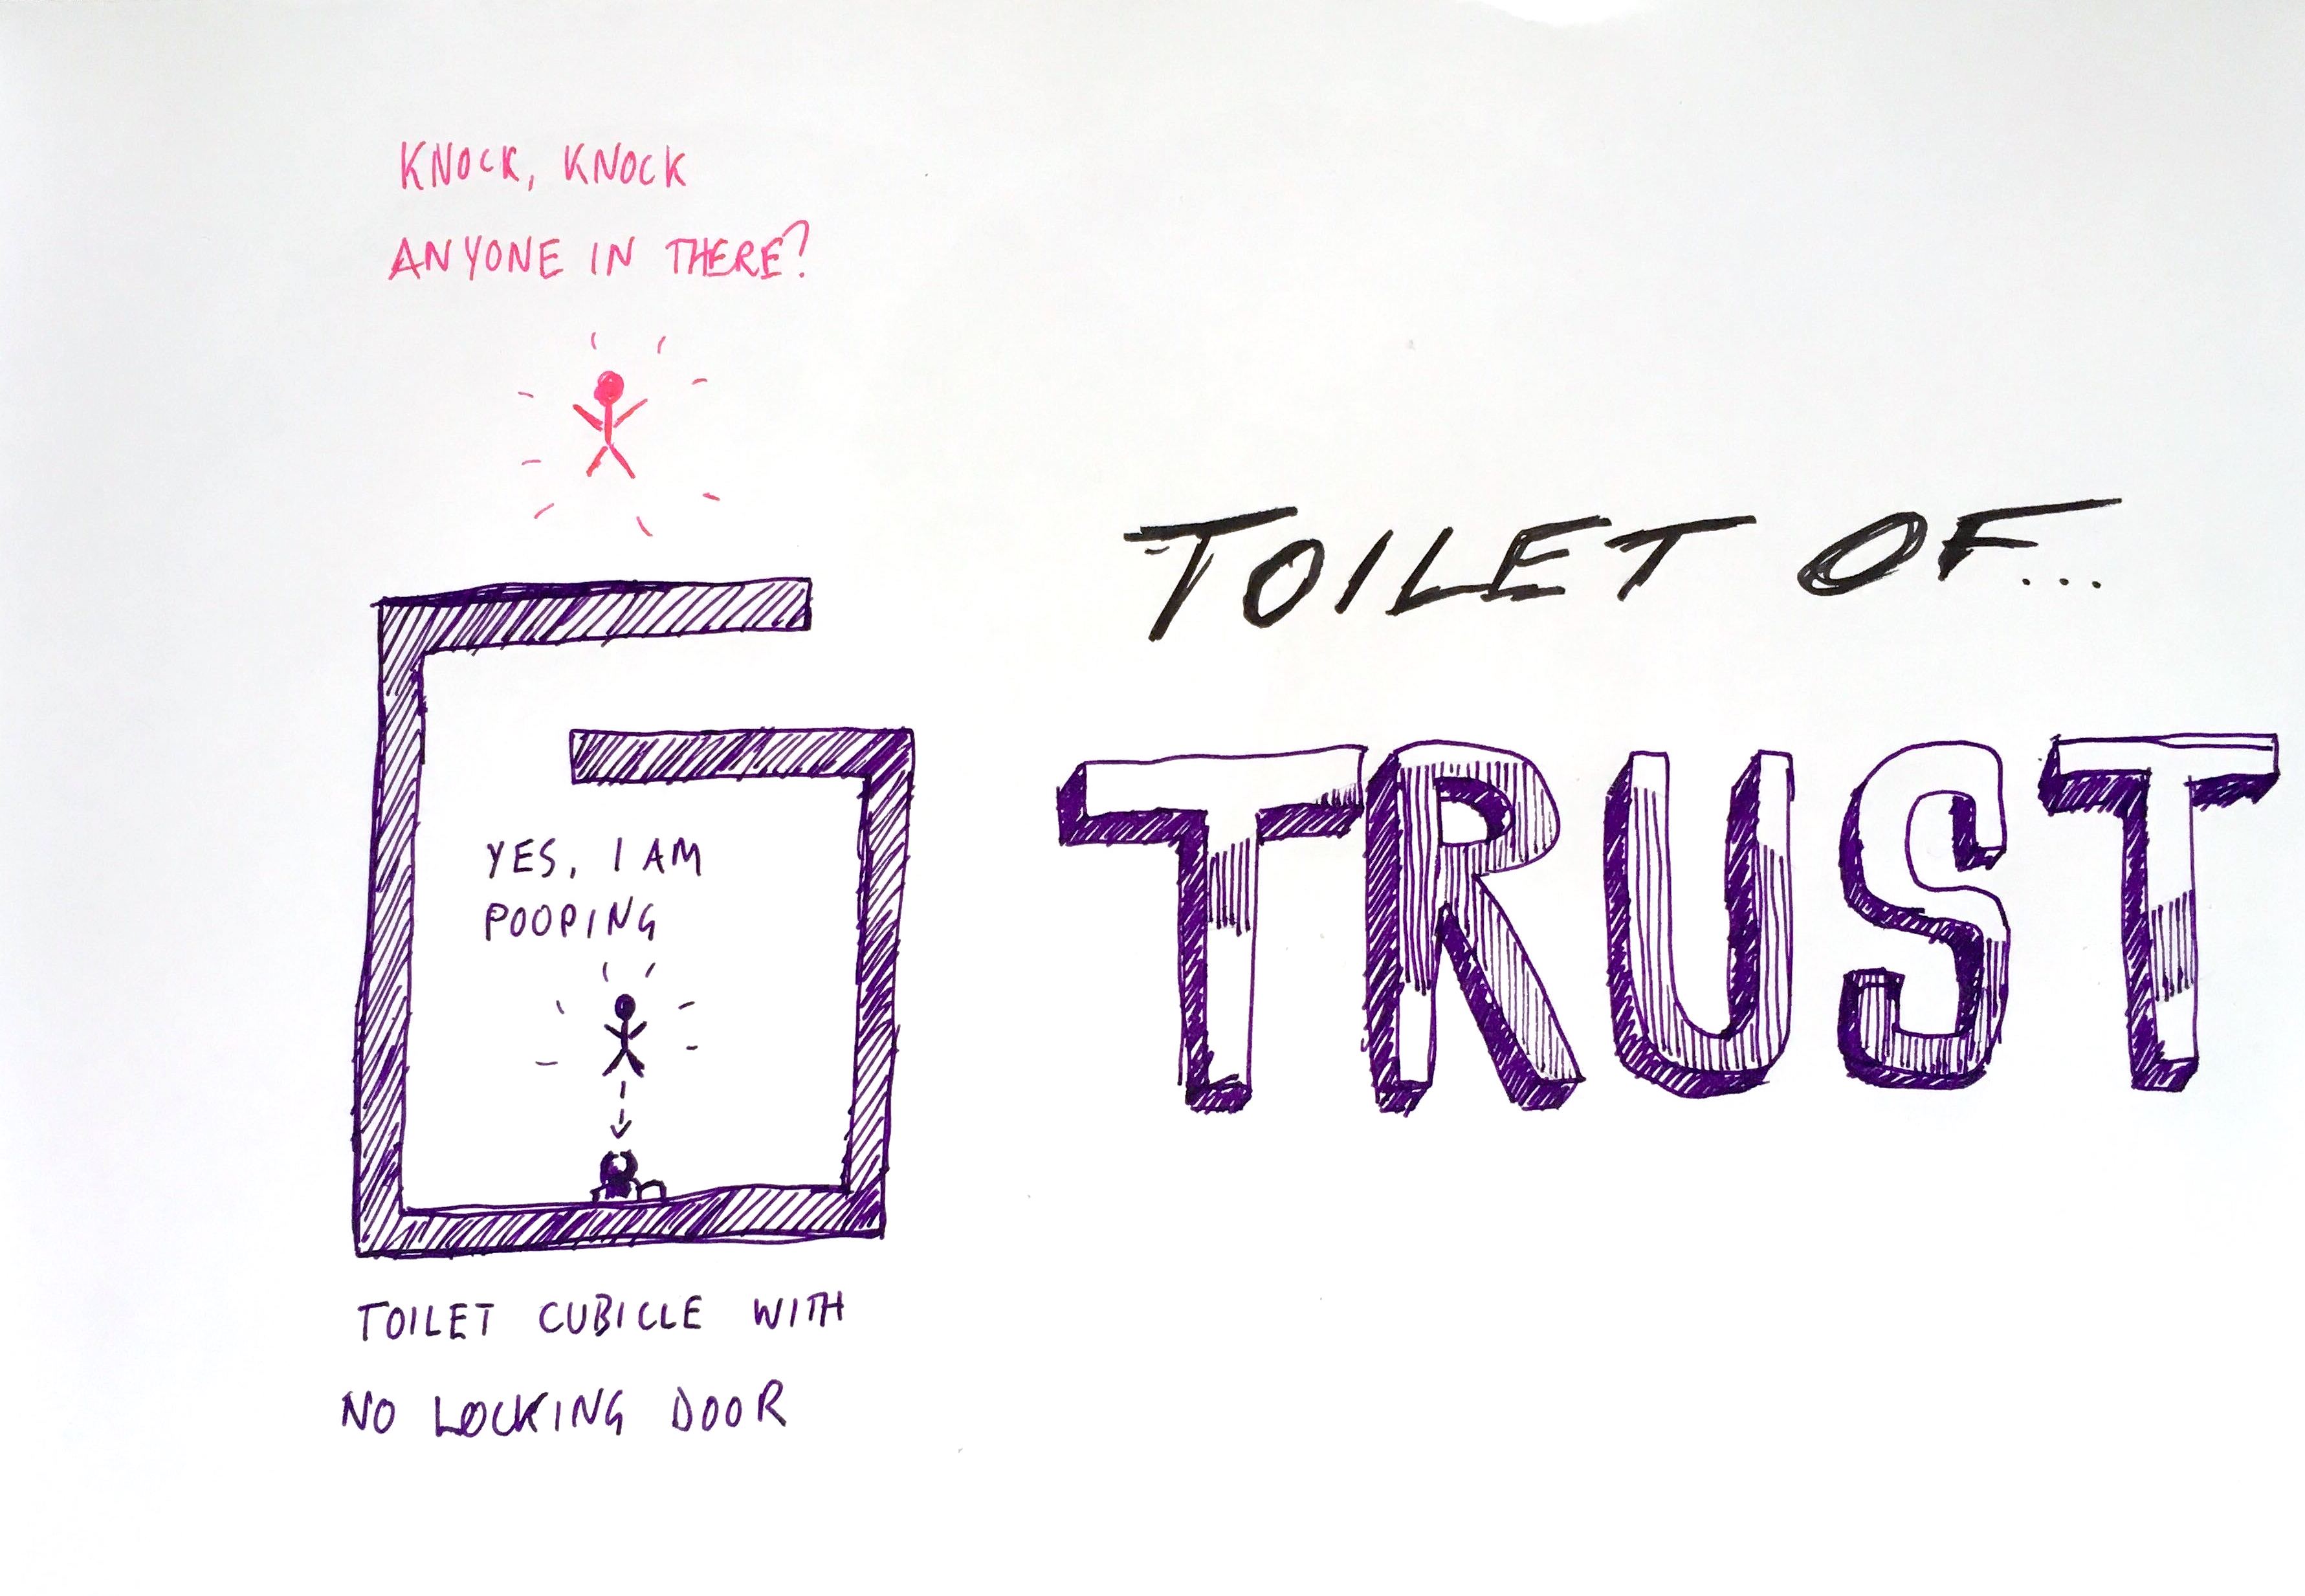 KNOCK, KNOCK
ANYONE IN THERE?
YES, I AM
POOPING
TOILET CUBICLE WITH
NO LOCKING DOOR
TOILET OF...
TRUST